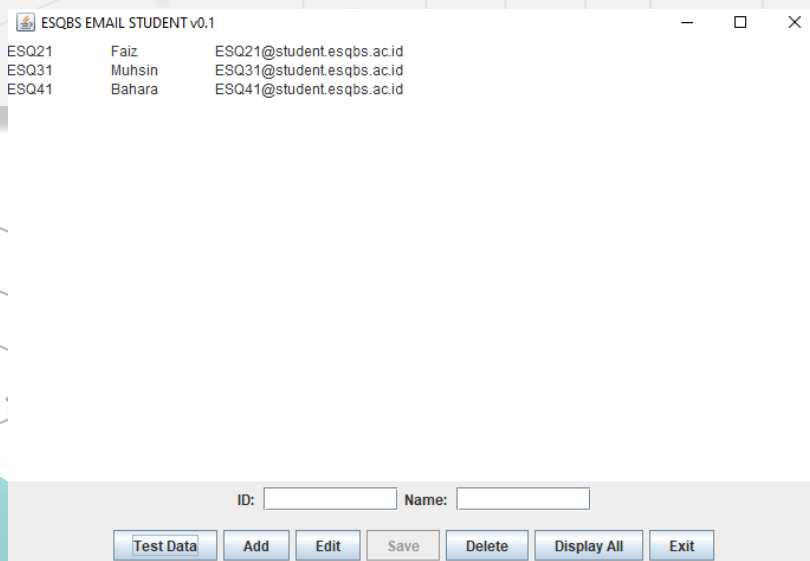 ESQBS EMAIL STUDENT v0.1
ESQ21 Faiz ESQ21@student.esqbs.ac.id
ESQ31 Muhsin ESQ31@student.esqbs.ac.id
ESQ41 Bahara ESQ41@student.esqbs.ac.id
ID: Name:
Test Data Add Edit Save Delete Display All Exit